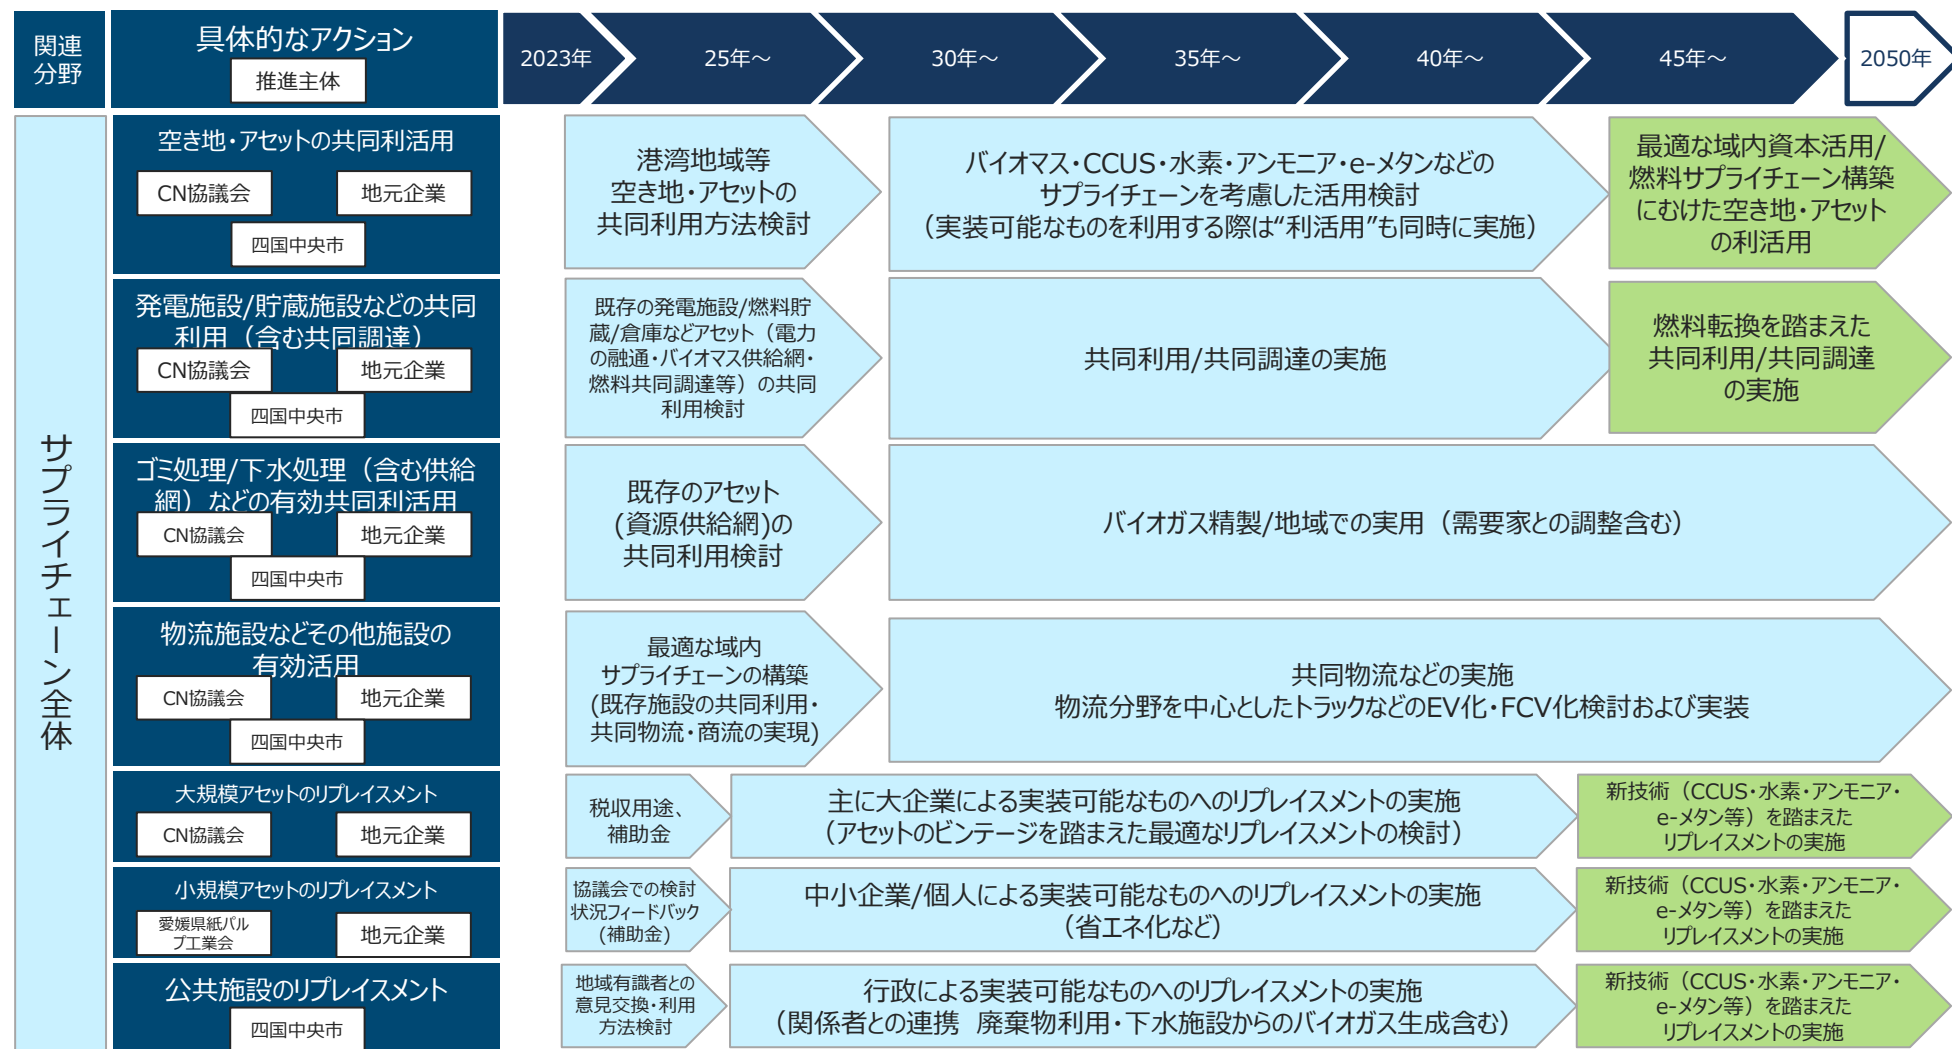 関連
分野
具体的なアクション
推進主体
2023年
25年～
30年～
35年～
40年～
45年～
2050年
サプライチェーン全体
空き地・アセットの共同利活用
CN協議会
地元企業
四国中央市
港湾地域等
空き地・アセットの
共同利用方法検討
バイオマス・CCUS・水素・アンモニア・e-メタンなどの
サプライチェーンを考慮した活用検討
（実装可能なものを利用する際は“利活用”も同時に実施）
最適な域内資本活用/
燃料サプライチェーン構築
にむけた空き地・アセット
の利活用
発電施設/貯蔵施設などの共同
利用（含む共同調達）
CN協議会
地元企業
四国中央市
既存の発電施設/燃料貯
蔵/倉庫などアセット（電力
の融通・バイオマス供給網・
燃料共同調達等）の共同
利用検討
共同利用/共同調達の実施
燃料転換を踏まえた
共同利用/共同調達
の実施
ゴミ処理/下水処理（含む供給
網）などの有効共同利活用
CN協議会
地元企業
四国中央市
既存のアセット
(資源供給網)の
共同利用検討
バイオガス精製/地域での実用（需要家との調整含む）
物流施設などその他施設の
有効活用
CN協議会
地元企業
四国中央市
最適な域内
サプライチェーンの構築
(既存施設の共同利用・
共同物流・商流の実現)
共同物流などの実施
物流分野を中心としたトラックなどのEV化・FCV化検討および実装
大規模アセットのリプレイスメント
CN協議会
地元企業
税収用途、
補助金
主に大企業による実装可能なものへのリプレイスメントの実施
（アセットのビンテージを踏まえた最適なリプレイスメントの検討）
新技術（CCUS・水素・アンモニア・
e-メタン等）を踏まえた
リプレイスメントの実施
小規模アセットのリプレイスメント
愛媛県紙パル
プ工業会
地元企業
協議会での検討
状況フィードバック
(補助金)
中小企業/個人による実装可能なものへのリプレイスメントの実施
（省エネ化など）
新技術（CCUS・水素・アンモニア・
e-メタン等）を踏まえた
リプレイスメントの実施
公共施設のリプレイスメント
四国中央市
地域有識者との
意見交換・利用
方法検討
行政による実装可能なものへのリプレイスメントの実施
（関係者との連携 廃棄物利用・下水施設からのバイオガス生成含む）
新技術（CCUS・水素・アンモニア・
e-メタン等）を踏まえた
リプレイスメントの実施